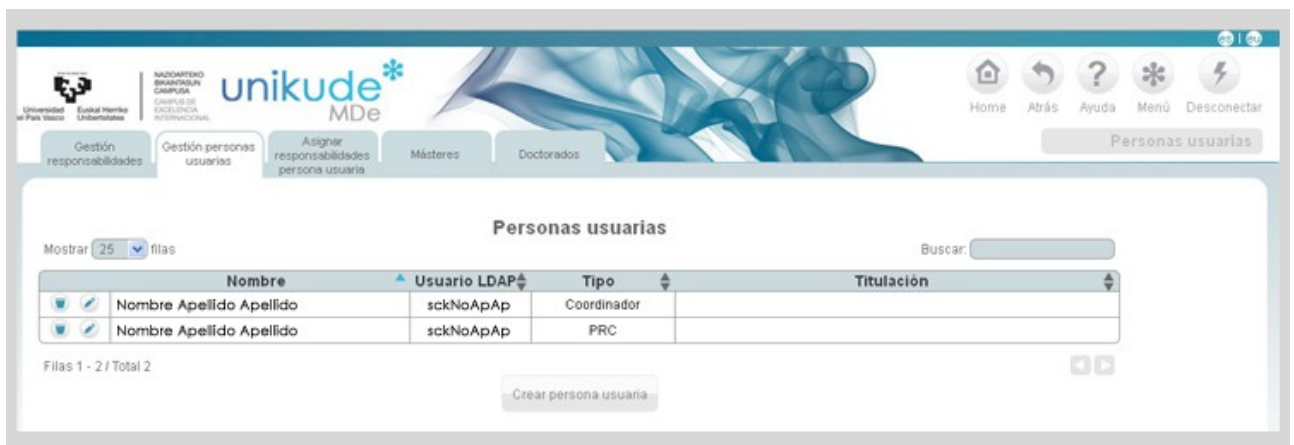 es | eu
Universidad Euskal Herriko
del País Vasco Unibertsitatea
NAZIOARTEKO
BIKAINTASUN
CAMPUSA
CAMPUS DE
EXCELENCIA
INTERNACIONAL
unikude*
MDe
Home Atrás Ayuda Menú Desconectar
Personas usuarias
Gestión responsabilidades
Gestión personas usuarias
Asignar responsabilidades persona usuaria
Másteres
Doctorados
Personas usuarias
Mostrar 25 filas
Buscar:
Nombre Usuario LDAP Tipo Titulación
Nombre Apellido Apellido sckNoApAp Coordinador
Nombre Apellido Apellido sckNoApAp PRC
Filas 1 - 2 / Total 2
Crear persona usuaria